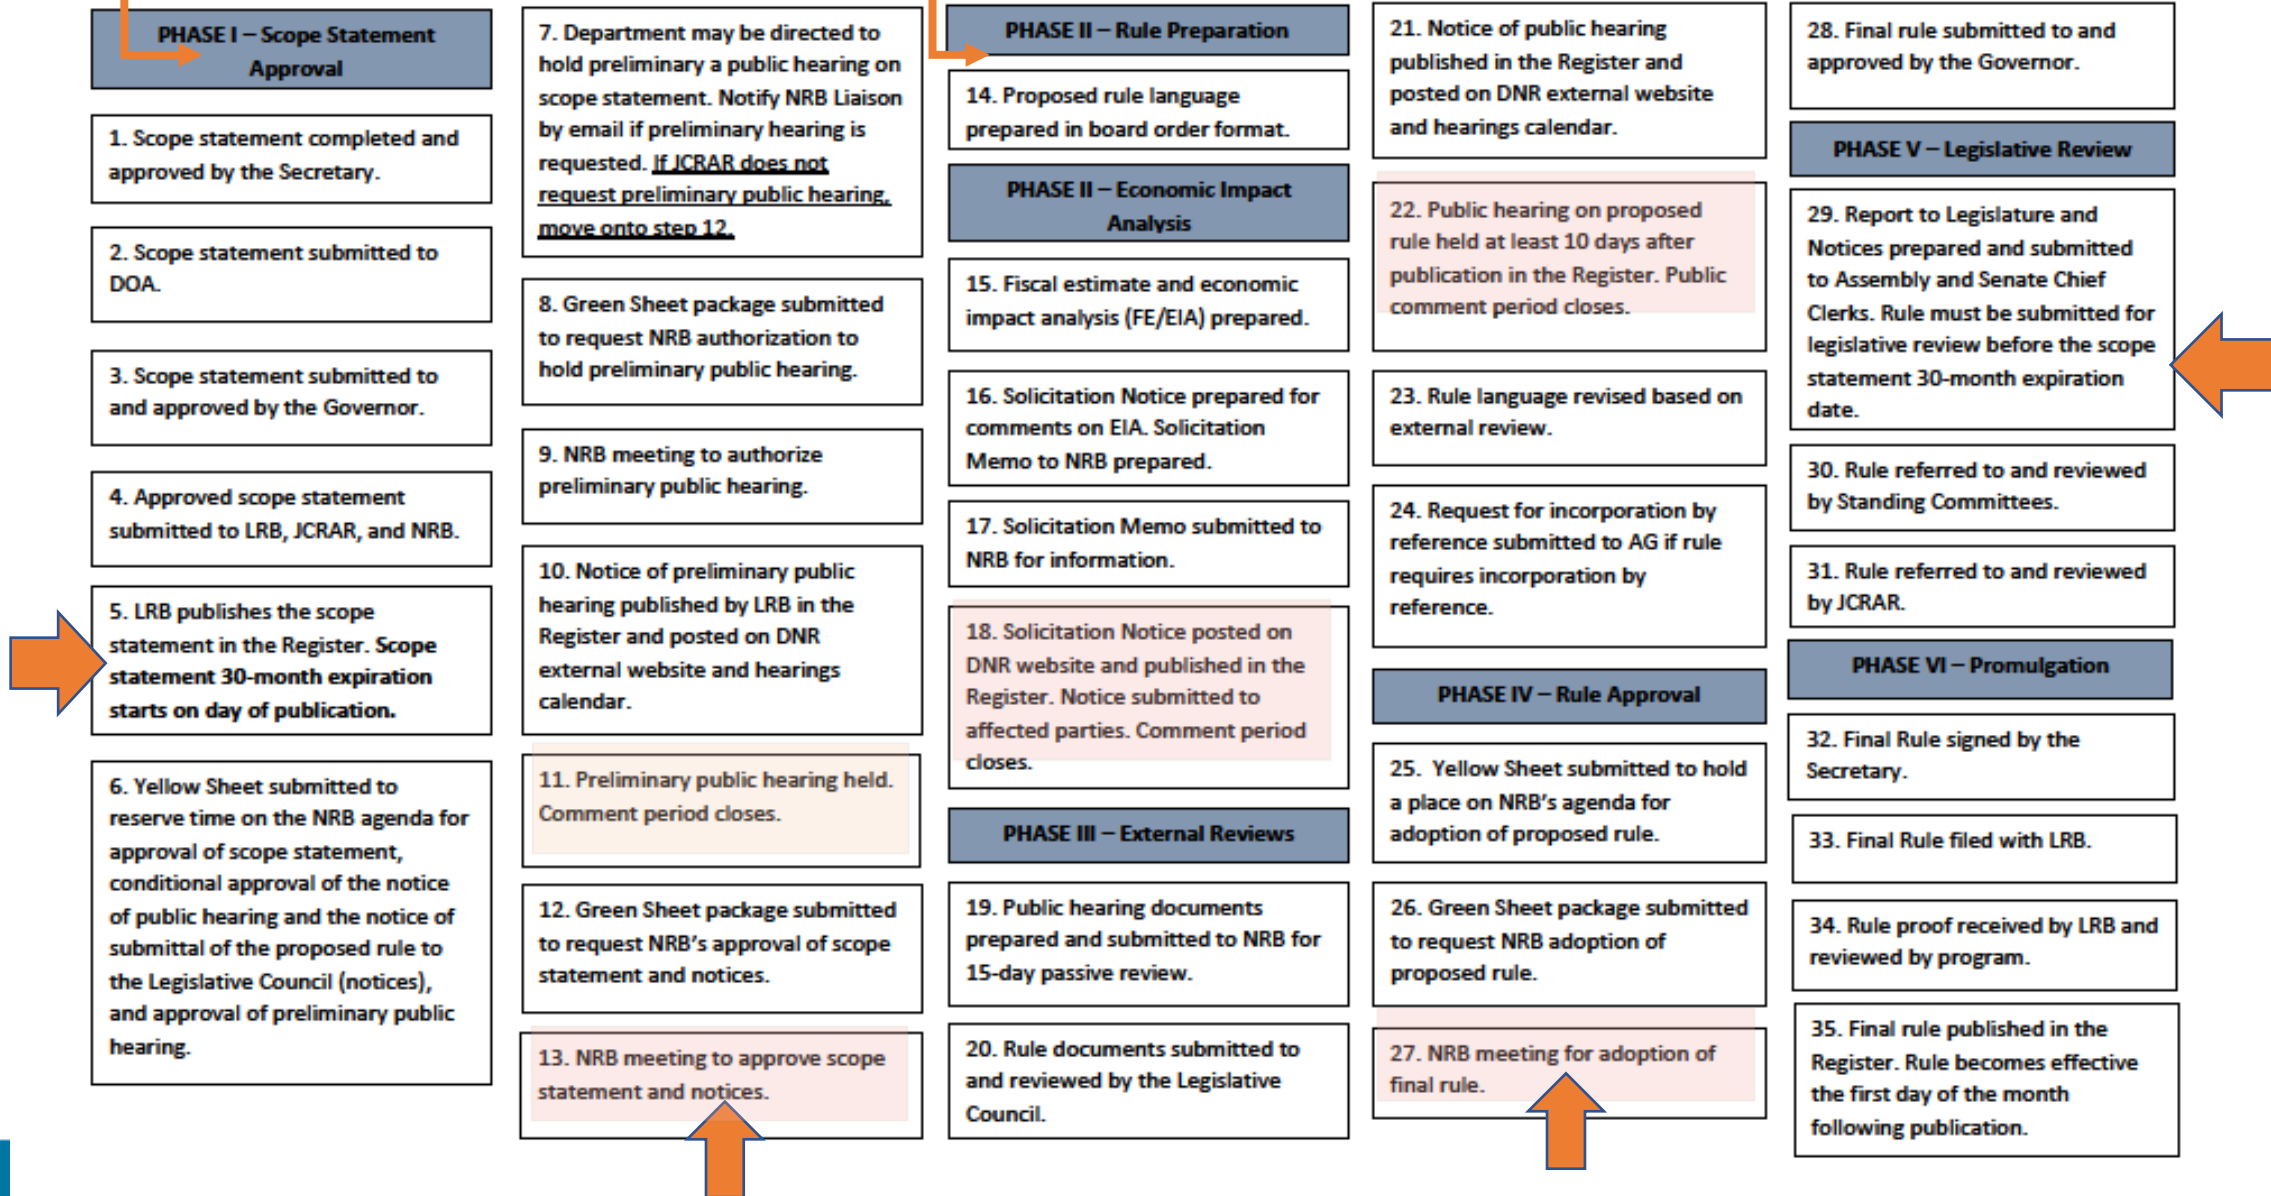 PHASE I – Scope Statement
Approval
1. Scope statement completed and
approved by the Secretary.
2. Scope statement submitted to
DOA.
3. Scope statement submitted to
and approved by the Governor.
4. Approved scope statement
submitted to LRB, JCRAR, and NRB.
5. LRB publishes the scope
statement in the Register. Scope
statement 30-month expiration
starts on day of publication.
6. Yellow Sheet submitted to
reserve time on the NRB agenda for
approval of scope statement,
conditional approval of the notice
of public hearing and the notice of
submittal of the proposed rule to
the Legislative Council (notices),
and approval of preliminary public
hearing.
7. Department may be directed to
hold preliminary a public hearing on
scope statement. Notify NRB Liaison
by email if preliminary hearing is
requested. If JCRAR does not
request preliminary public hearing,
move onto step 12.
8. Green Sheet package submitted
to request NRB authorization to
hold preliminary public hearing.
9. NRB meeting to authorize
preliminary public hearing.
10. Notice of preliminary public
hearing published by LRB in the
Register and posted on DNR
external website and hearings
calendar.
11. Preliminary public hearing held.
Comment period closes.
12. Green Sheet package submitted
to request NRB's approval of scope
statement and notices.
13. NRB meeting to approve scope
statement and notices.
PHASE II – Rule Preparation
14. Proposed rule language
prepared in board order format.
PHASE II – Economic Impact
Analysis
15. Fiscal estimate and economic
impact analysis (FE/EIA) prepared.
16. Solicitation Notice prepared for
comments on EIA. Solicitation
Memo to NRB prepared.
17. Solicitation Memo submitted to
NRB for information.
18. Solicitation Notice posted on
DNR website and published in the
Register. Notice submitted to
affected parties. Comment period
closes.
PHASE III – External Reviews
19. Public hearing documents
prepared and submitted to NRB for
15-day passive review.
20. Rule documents submitted to
and reviewed by the Legislative
Council.
21. Notice of public hearing
published in the Register and
posted on DNR external website
and hearings calendar.
22. Public hearing on proposed
rule held at least 10 days after
publication in the Register. Public
comment period closes.
23. Rule language revised based on
external review.
24. Request for incorporation by
reference submitted to AG if rule
requires incorporation by
reference.
PHASE IV – Rule Approval
25. Yellow Sheet submitted to hold
a place on NRB's agenda for
adoption of proposed rule.
26. Green Sheet package submitted
to request NRB adoption of
proposed rule.
27. NRB meeting for adoption of
final rule.
28. Final rule submitted to and
approved by the Governor.
PHASE V – Legislative Review
29. Report to Legislature and
Notices prepared and submitted
to Assembly and Senate Chief
Clerks. Rule must be submitted for
legislative review before the scope
statement 30-month expiration
date.
30. Rule referred to and reviewed
by Standing Committees.
31. Rule referred to and reviewed
by JCRAR.
PHASE VI – Promulgation
32. Final Rule signed by the
Secretary.
33. Final Rule filed with LRB.
34. Rule proof received by LRB and
reviewed by program.
35. Final rule published in the
Register. Rule becomes effective
the first day of the month
following publication.